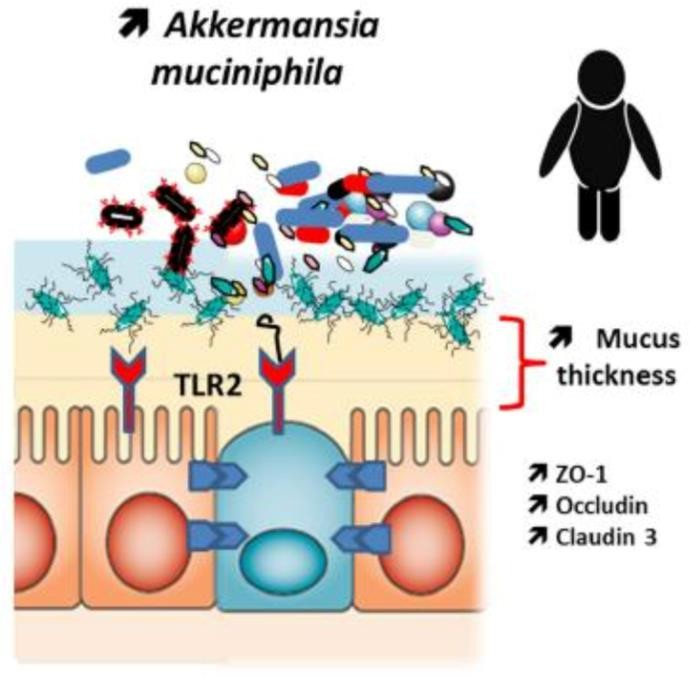 Akkermansia
muciniphila
TLR2
Mucus
thickness
ZO-1
Occludin
Claudin 3